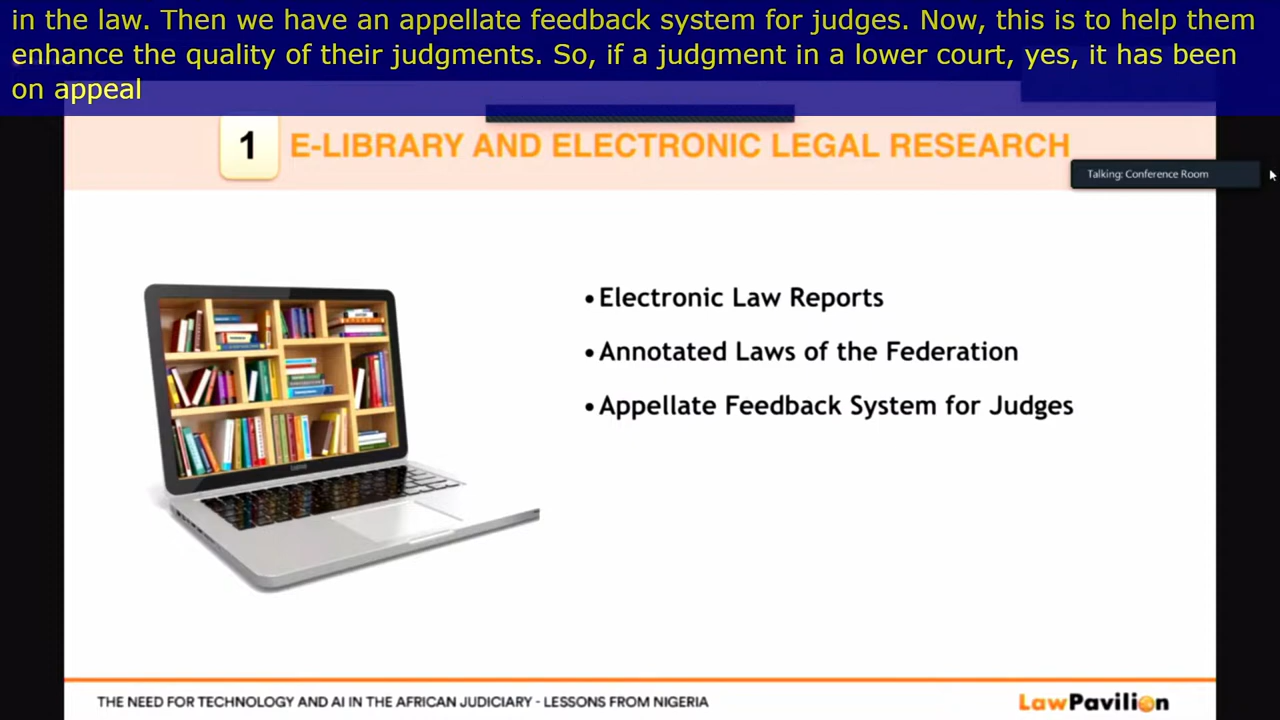 in the law. Then we have an appellate feedback system for judges. Now, this is to help them
enhance the quality of their judgments. So, if a judgment in a lower court, yes, it has been
on appeal
1 E-LIBRARY AND ELECTRONIC LEGAL RESEARCH
Talking: Conference Room
• Electronic Law Reports
• Annotated Laws of the Federation
• Appellate Feedback System for Judges
THE NEED FOR TECHNOLOGY AND AI IN THE AFRICAN JUDICIARY - LESSONS FROM NIGERIA
LawPavilion